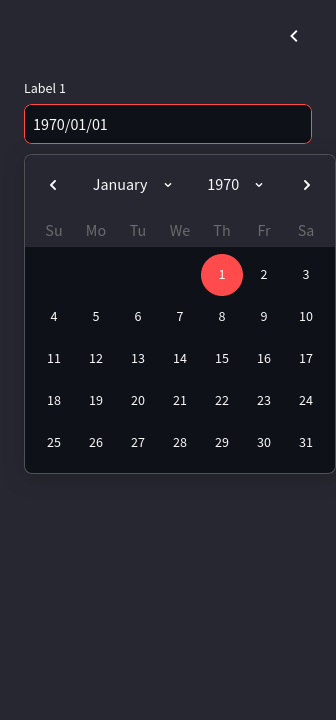 Label 1
1970/01/01
January 1970
Su Mo Tu We Th Fr Sa
1 2 3
4 5 6 7 8 9 10
11 12 13 14 15 16 17
18 19 20 21 22 23 24
25 26 27 28 29 30 31